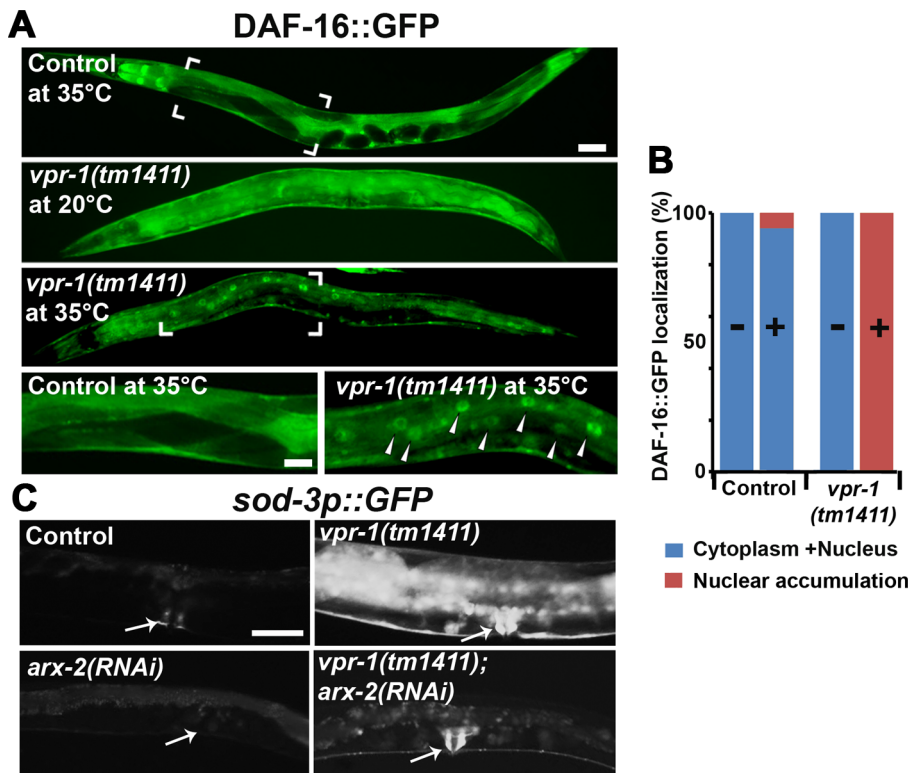 A
DAF-16::GFP
Control
at 35°C
vpr-1(tm1411)
at 20°C
vpr-1(tm1411)
at 35°C
Control at 35°C
vpr-1(tm1411) at 35°C
B
DAF-16::GFP localization (%)
100
50
0
- + - +
Control
vpr-1
(tm1411)
Cytoplasm +Nucleus
Nuclear accumulation
C
sod-3p::GFP
Control
vpr-1(tm1411)
arx-2(RNAi)
vpr-1(tm1411);
arx-2(RNAi)